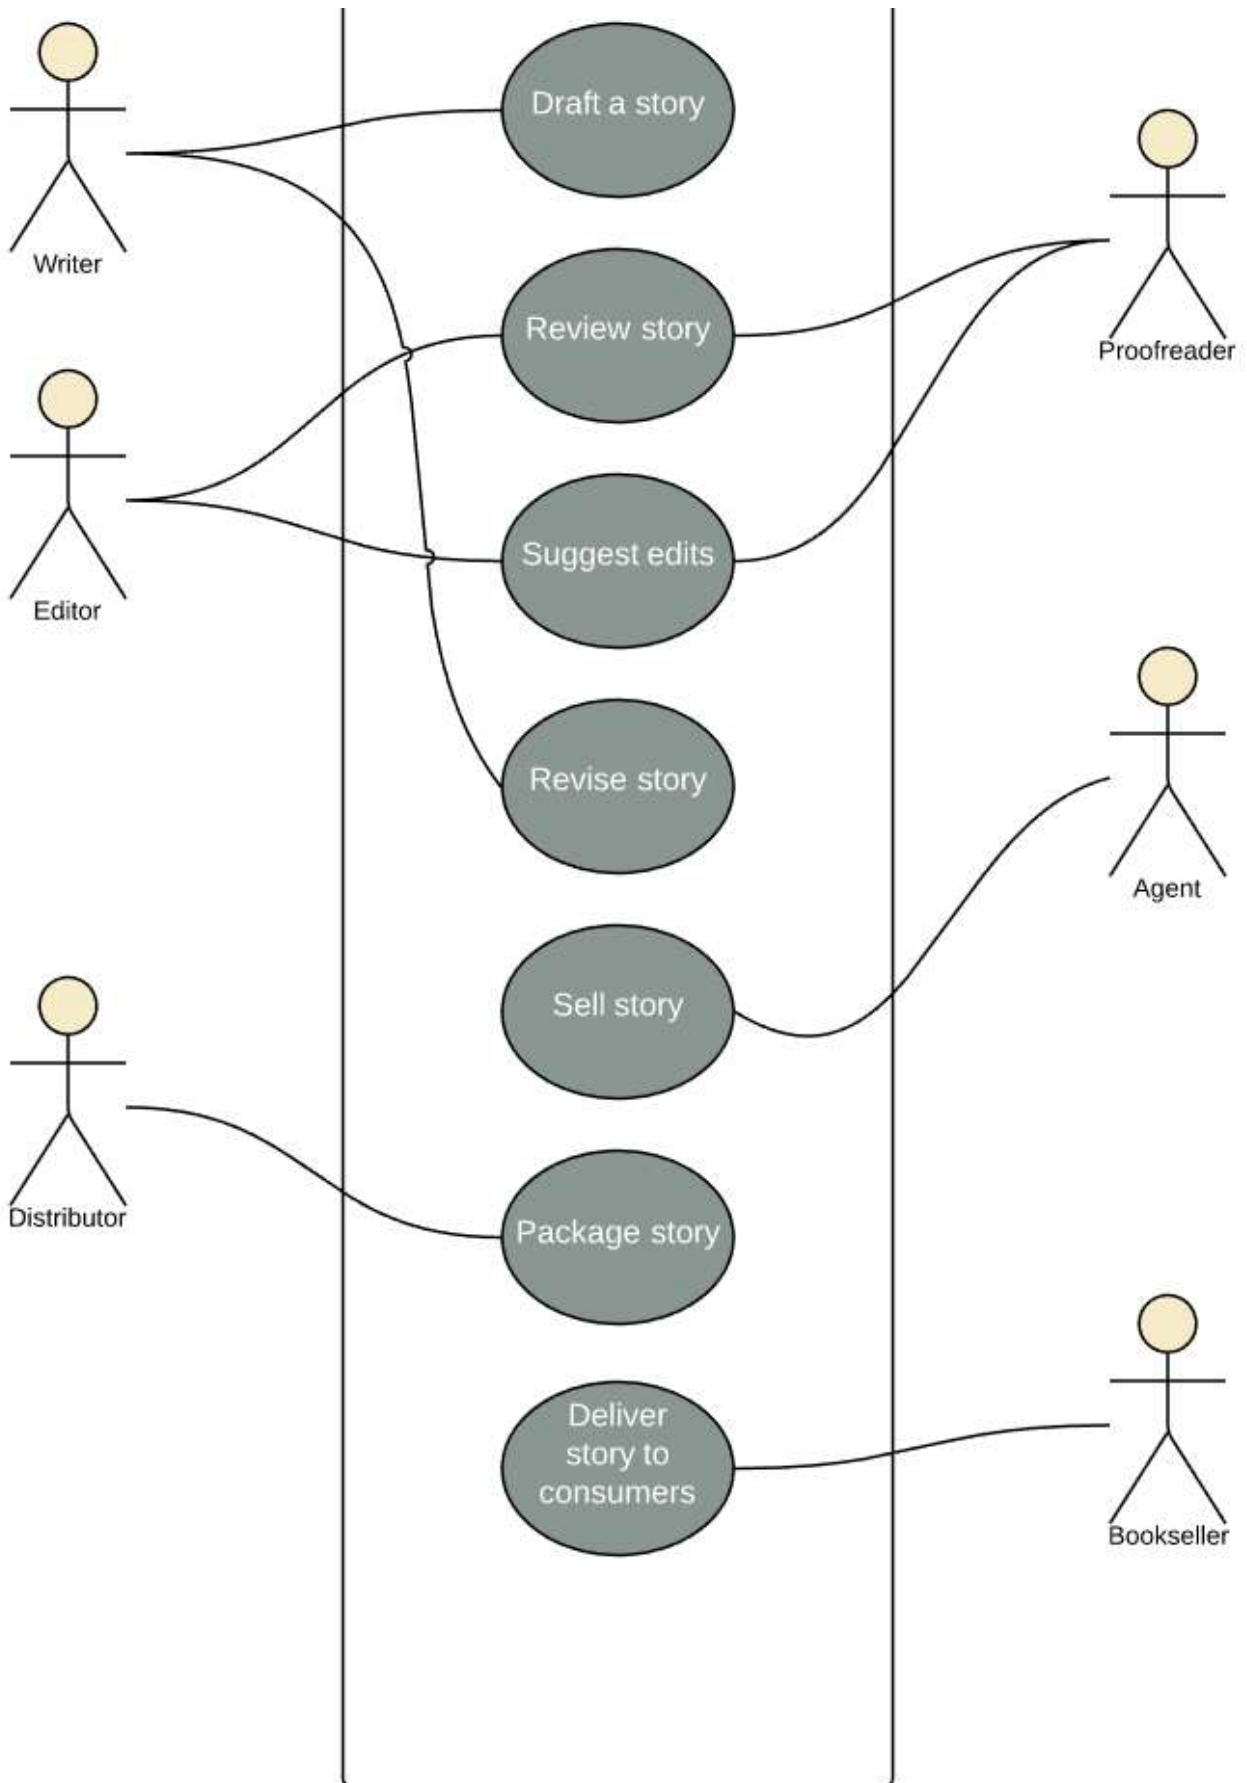 Draft a story
Writer
Review story
Proofreader
Suggest edits
Editor
Revise story
Agent
Sell story
Distributor
Package story
Deliver
story to
consumers
Bookseller